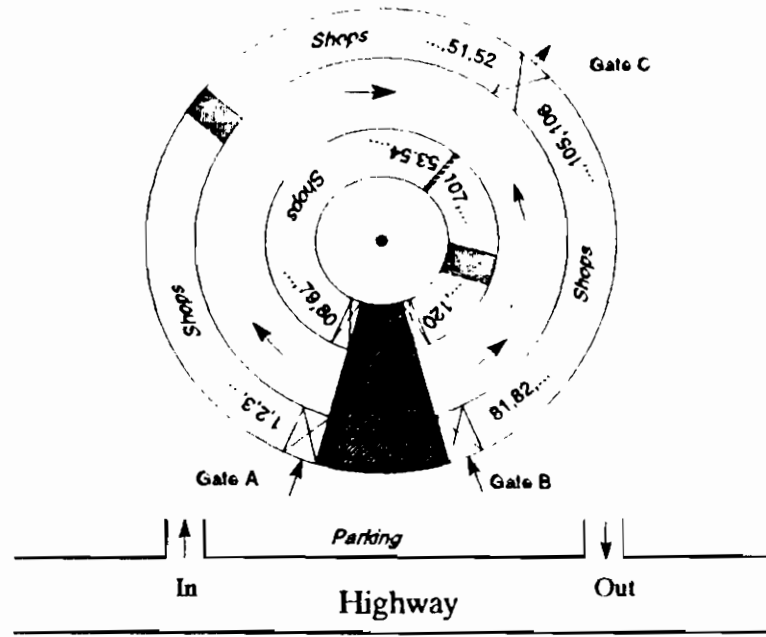 Shops
....,51,52
Gate C
....,105,106
....,53,54
107,....
Shops
Shops
Shops
....,79,80
....,120
1,2,3,....
81,82,....
Gate A
Gate B
Parking
In
Out
Highway